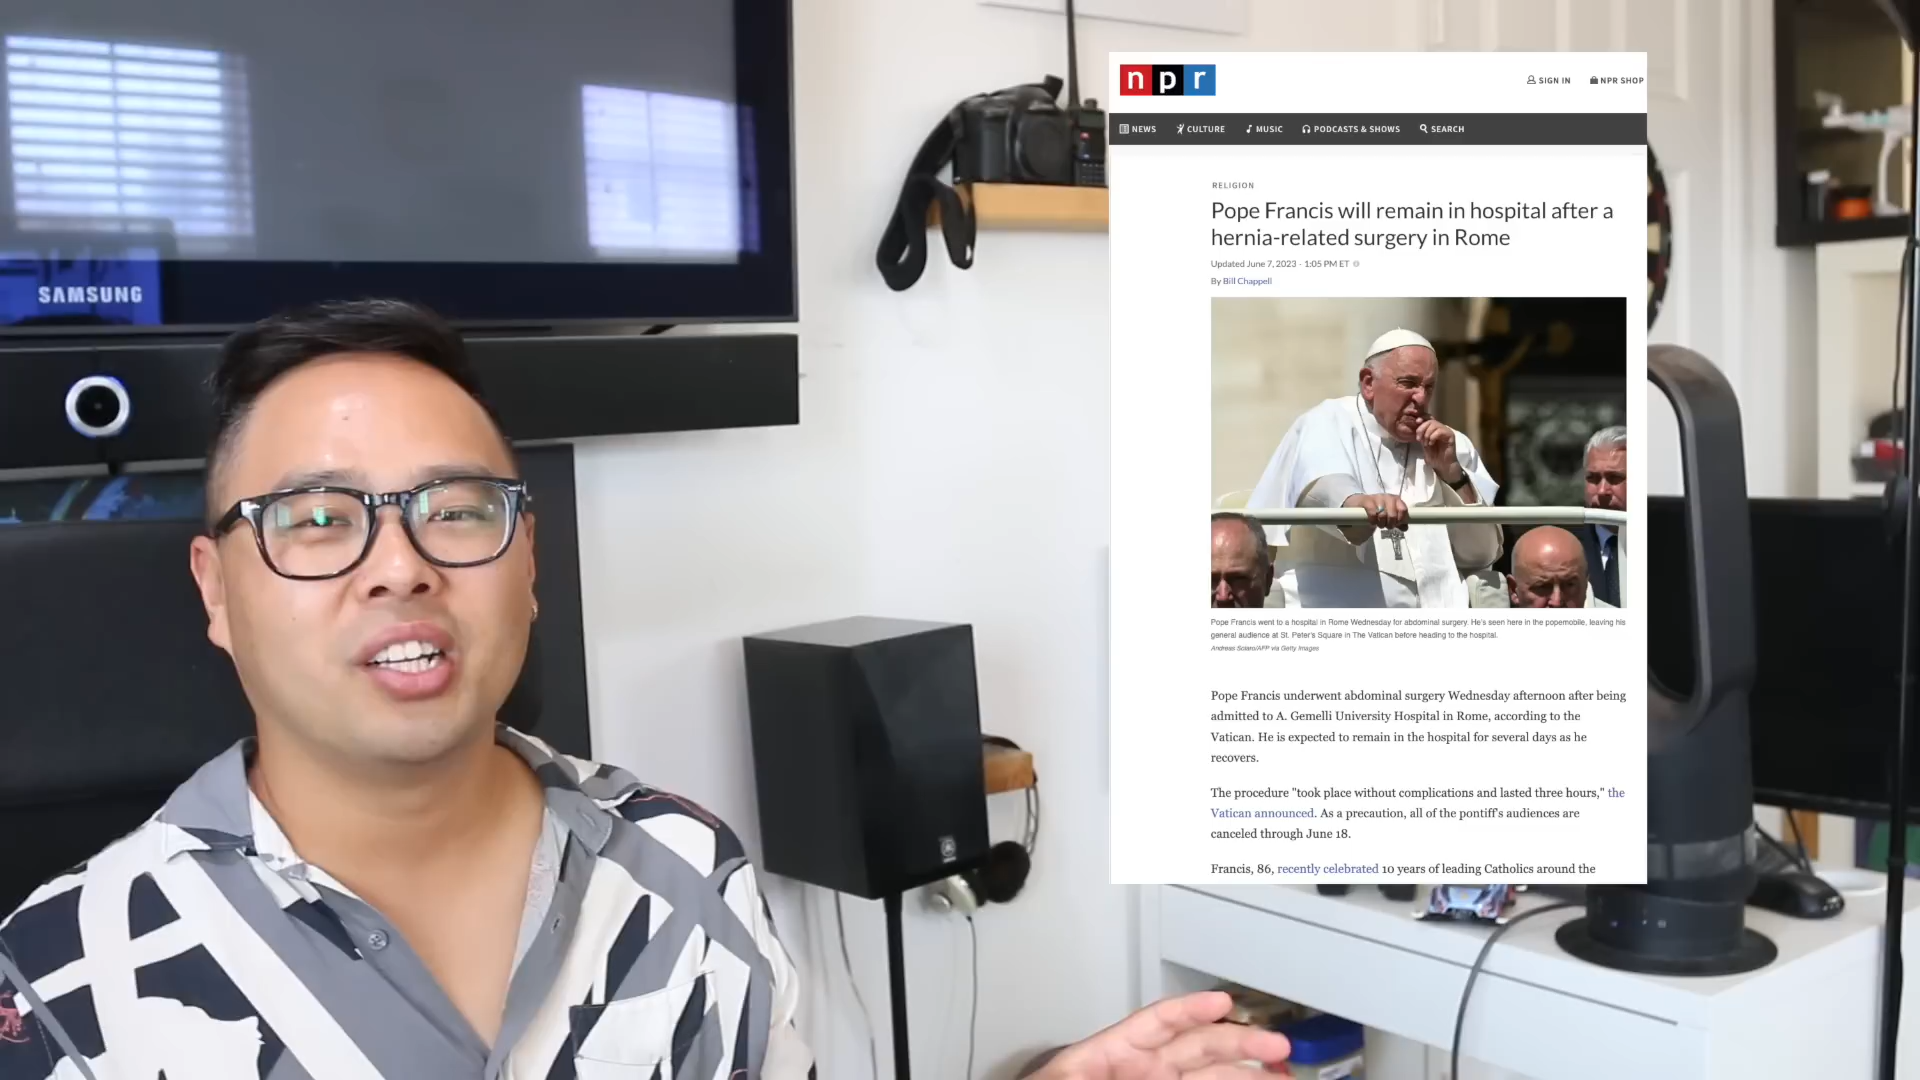 SAMSUNG
npr
SIGN IN
NPR SHOP
NEWS
CULTURE
MUSIC
PODCASTS & SHOWS
SEARCH
RELIGION
Pope Francis will remain in hospital after a
hernia-related surgery in Rome
Updated June 7, 2023 · 1:05 PM ET
By Bill Chappell
Pope Francis went to a hospital in Rome Wednesday for abdominal surgery. He's seen here in the popemobile, leaving his
general audience at St. Peter's Square in The Vatican before heading to the hospital.
Andreas Solaro/AFP via Getty Images
Pope Francis underwent abdominal surgery Wednesday afternoon after being
admitted to A. Gemelli University Hospital in Rome, according to the
Vatican. He is expected to remain in the hospital for several days as he
recovers.
The procedure "took place without complications and lasted three hours," the
Vatican announced. As a precaution, all of the pontiff's audiences are
canceled through June 18.
Francis, 86, recently celebrated 10 years of leading Catholics around the